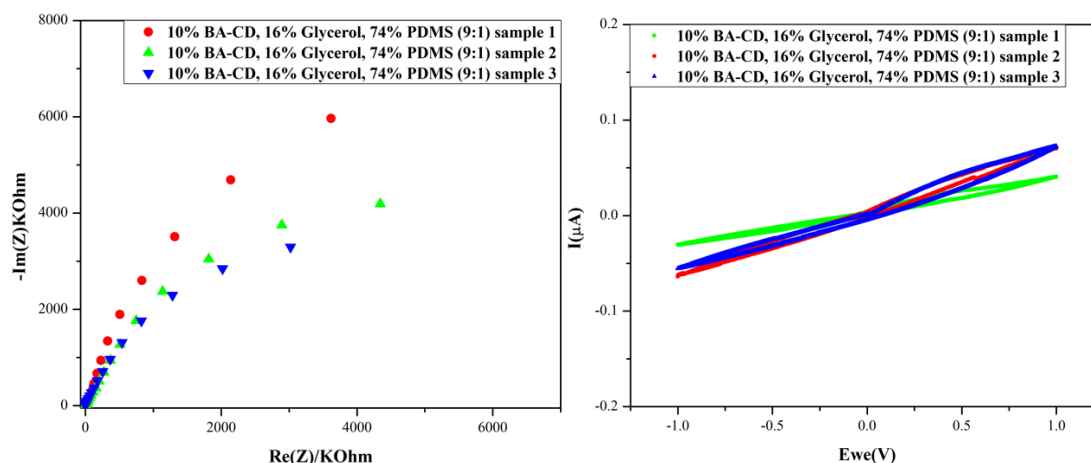 8000
6000
4000
2000
0
-Im(Z)KOhm
10% BA-CD, 16% Glycerol, 74% PDMS (9:1) sample 1
10% BA-CD, 16% Glycerol, 74% PDMS (9:1) sample 2
10% BA-CD, 16% Glycerol, 74% PDMS (9:1) sample 3
0 2000 4000 6000
Re(Z)/KOhm
0.2
0.1
0.0
-0.1
-0.2
I(μA)
10% BA-CD, 16% Glycerol, 74% PDMS (9:1) sample 1
10% BA-CD, 16% Glycerol, 74% PDMS (9:1) sample 2
10% BA-CD, 16% Glycerol, 74% PDMS (9:1) sample 3
-1.0 -0.5 0.0 0.5 1.0
Ewe(V)